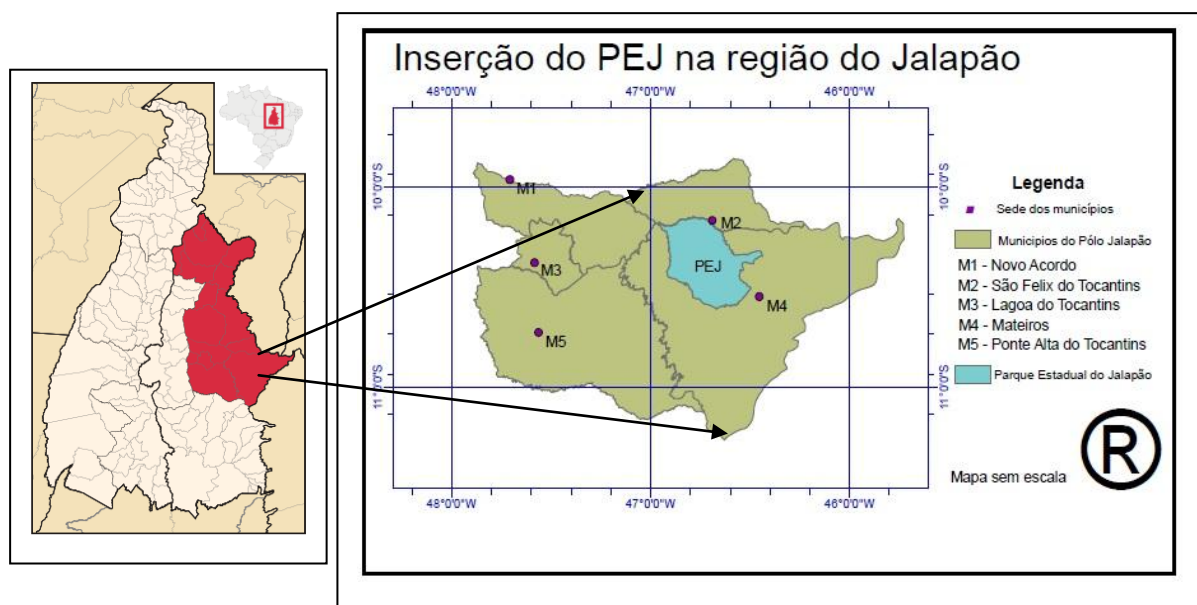 Inserção do PEJ na região do Jalapão
48°0'0"W 47°0'0"W 46°0'0"W
10°0'0"S
10°0'0"S
M1
M2
M3
PEJ
M4
M5
11°0'0"S
11°0'0"S
48°0'0"W 47°0'0"W 46°0'0"W
Legenda
Sede dos municípios
Municipios do Pólo Jalapão
M1 - Novo Acordo
M2 - São Felix do Tocantins
M3 - Lagoa do Tocantins
M4 - Mateiros
M5 - Ponte Alta do Tocantins
Parque Estadual do Jalapão
Mapa sem escala
®